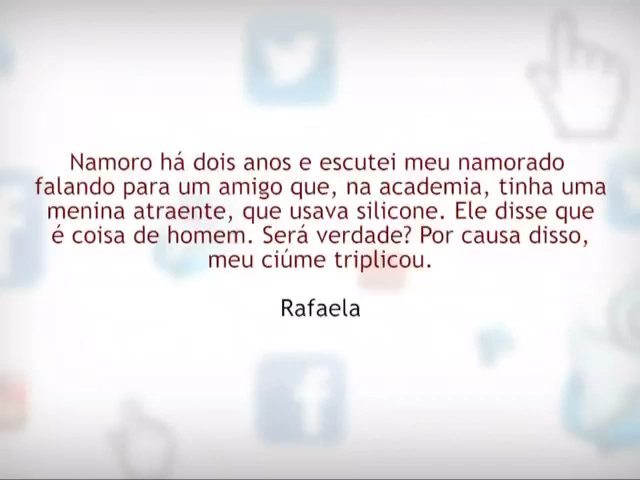 Namoro há dois anos e escutei meu namorado
falando para um amigo que, na academia, tinha uma
menina atraente, que usava silicone. Ele disse que
é coisa de homem. Será verdade? Por causa disso,
meu ciúme triplicou.
Rafaela